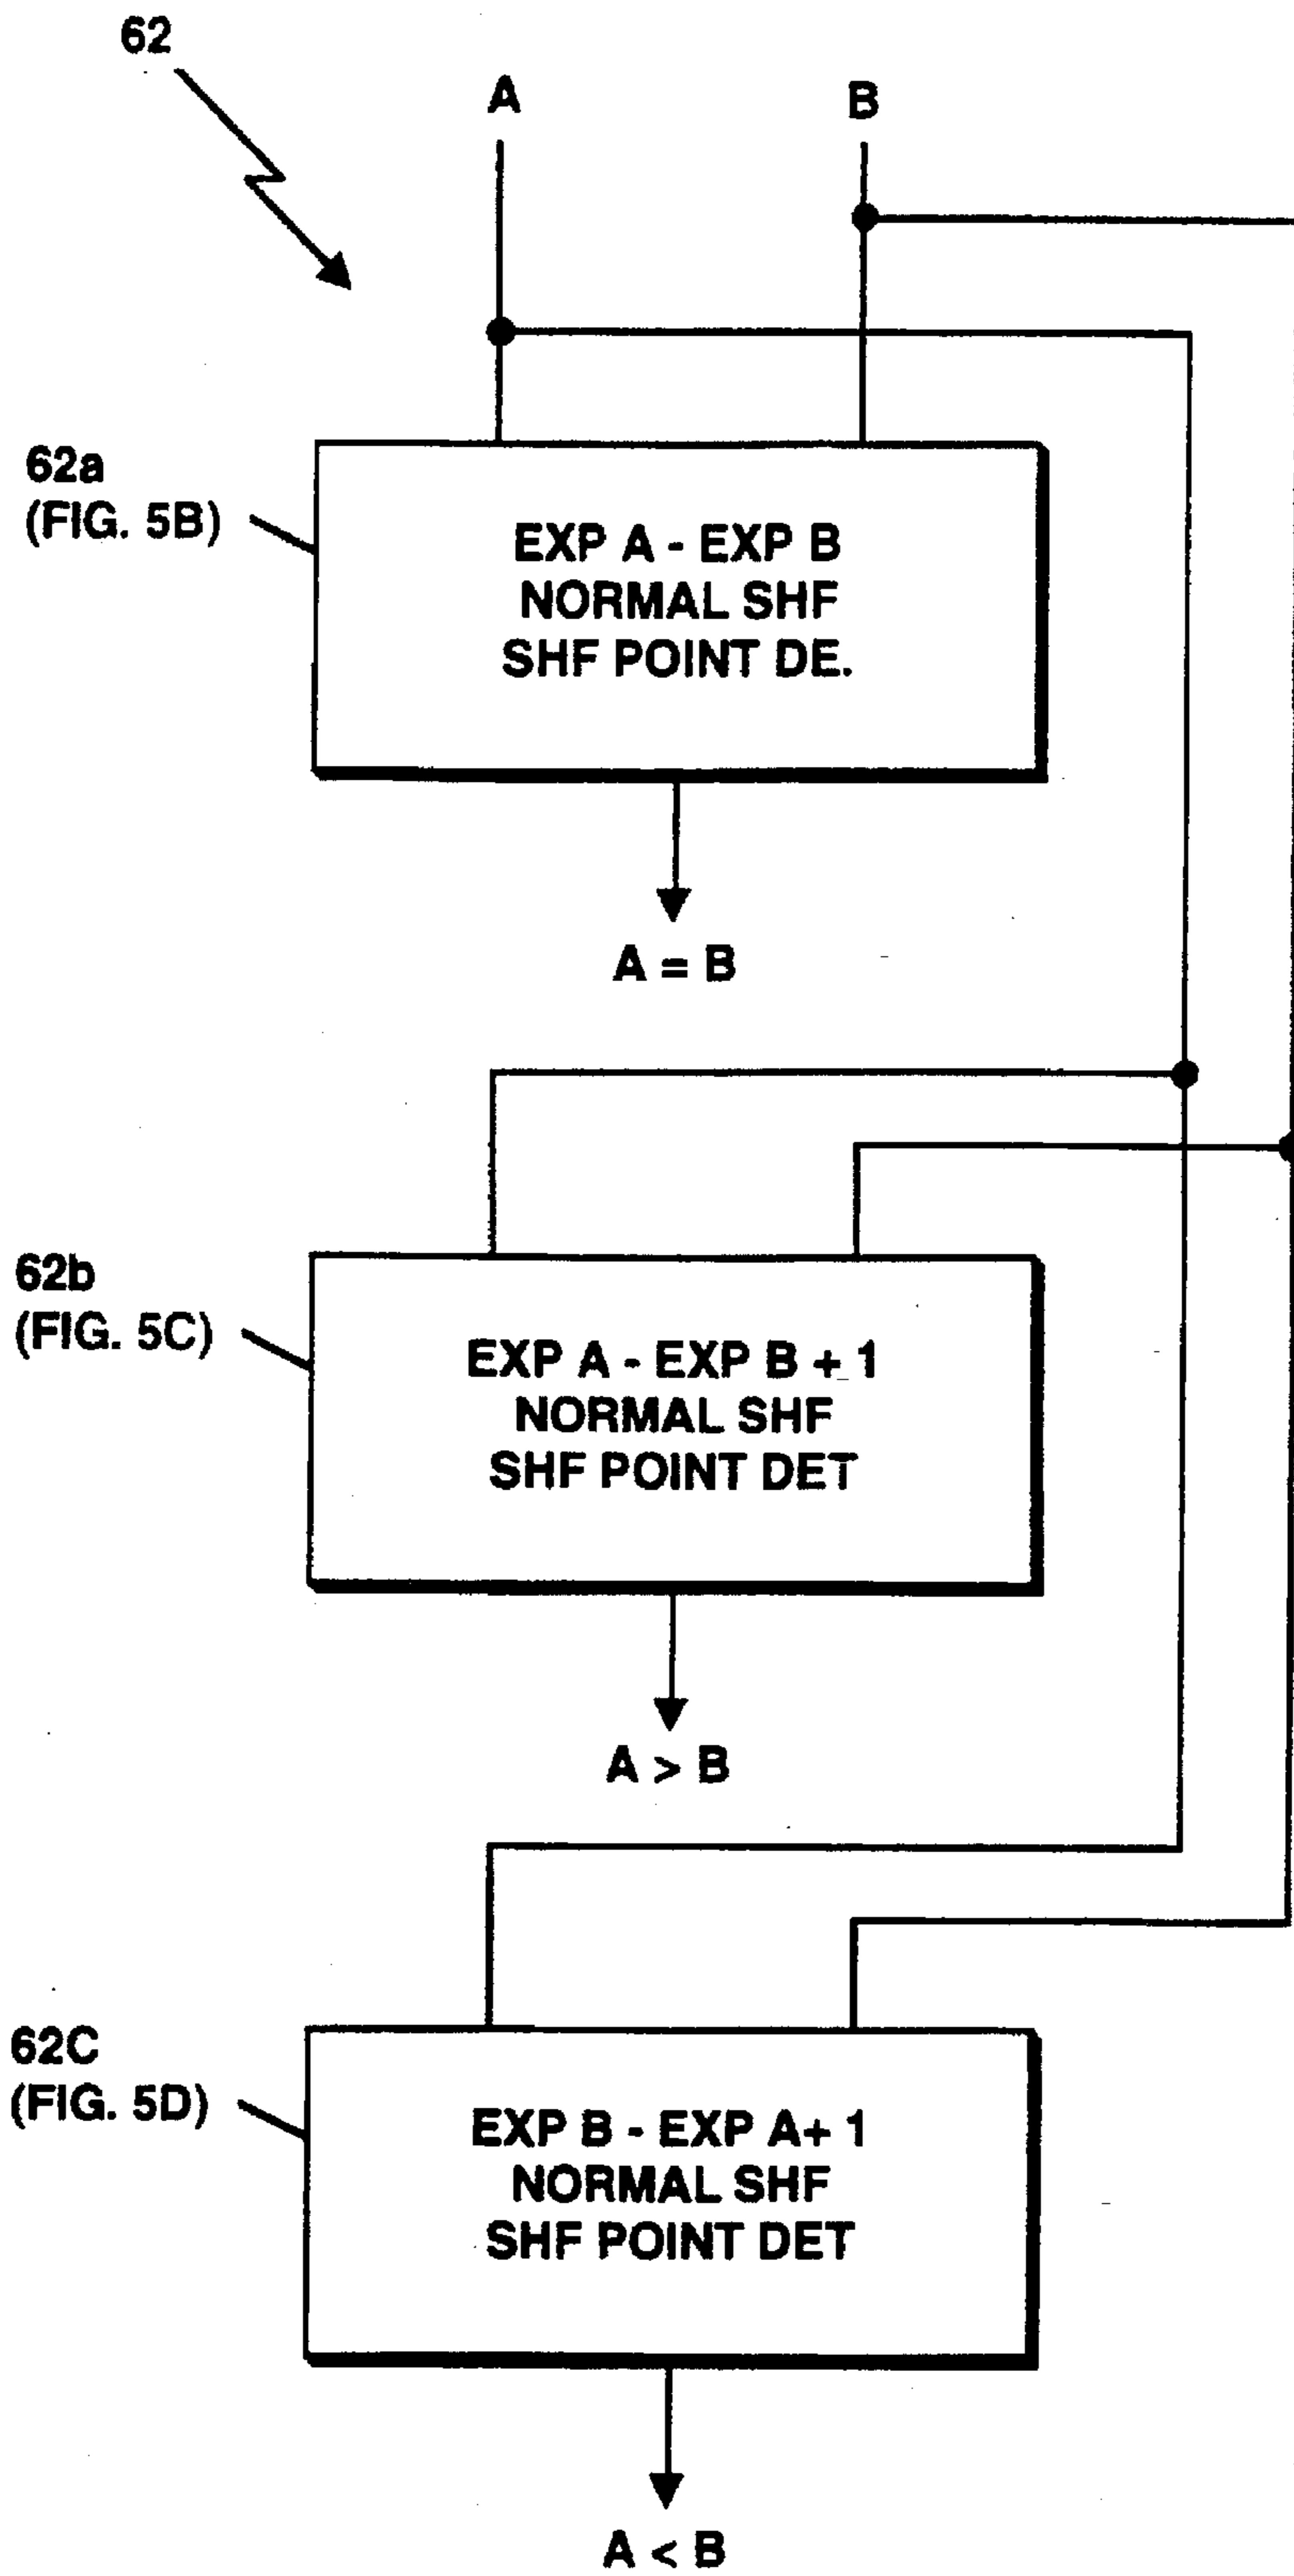 62
A
B
62a
(FIG. 5B)
EXP A - EXP B
NORMAL SHF
SHF POINT DE.
A = B
62b
(FIG. 5C)
EXP A - EXP B + 1
NORMAL SHF
SHF POINT DET
A > B
62C
(FIG. 5D)
EXP B - EXP A+ 1
NORMAL SHF
SHF POINT DET
A < B